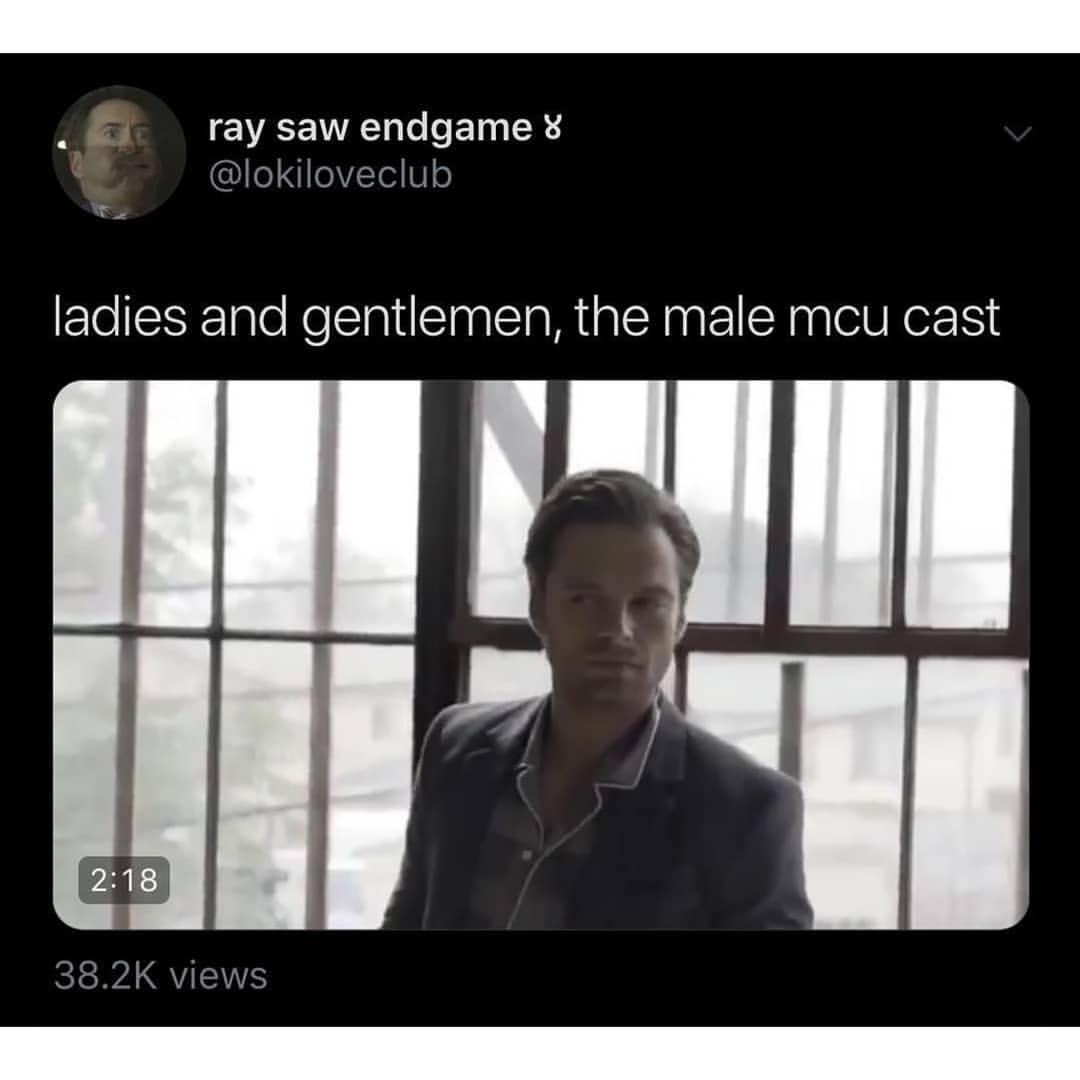 ray saw endgame ♉︎
@lokiloveclub
ladies and gentlemen, the male mcu cast
2:18
38.2K views